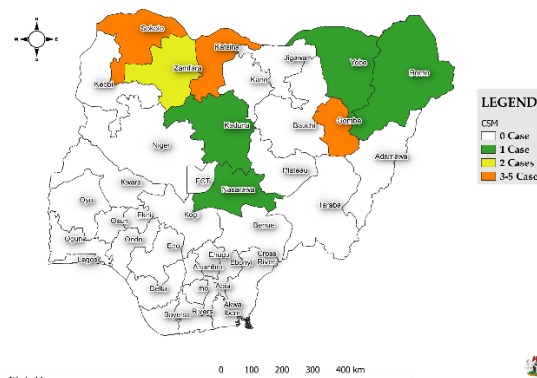 Sokoto
Katsina
Zamfara
Jigawa
Yobe
Borno
Kebbi
Kano
Gombe
Kaduna
Bauchi
Adamawa
Niger
Plateau
FCT
Nasarawa
Kwara
Taraba
Oyo
Ekiti
Kogi
Osun
Benue
Ogun
Ondo
Edo
Lagos
Enugu
Cross
River
Anambra
Ebonyi
Delta
Imo
Abia
Akwa
Ibom
Bayelsa
Rivers
LEGEND
CSM
0 Case
1 Case
2 Cases
3-5 Case
0 100 200 300 400 km